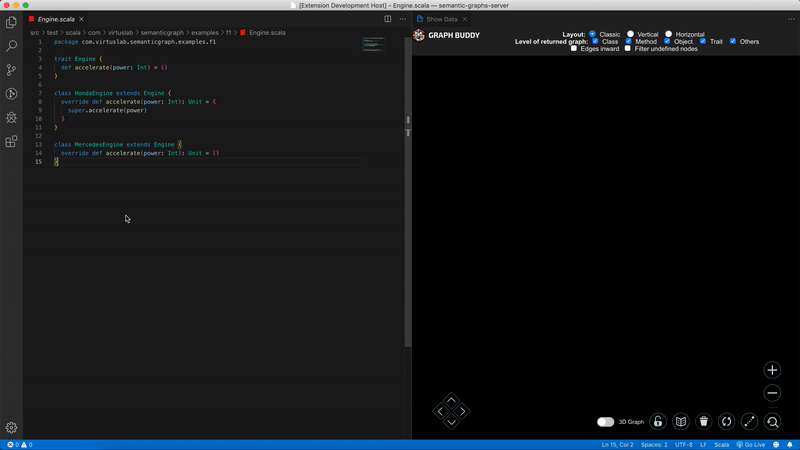 [Extension Development Host] - Engine.scala — semantic-graphs-server
Engine.scala
src > test > scala > com > virtuslab > semanticgraph > examples > f1 > Engine.scala
1 package com.virtuslab.semanticgraph.examples.f1
2
3 trait Engine {
4 def accelerate(power: Int) = ()
5 }
6
7 class HondaEngine extends Engine {
8 override def accelerate(power: Int): Unit = {
9 super.accelerate(power)
10 }
11 }
12
13 class MercedesEngine extends Engine {
14 override def accelerate(power: Int): Unit = ()
15 }
Show Data
GRAPH BUDDY
Layout: Classic Vertical Horizontal
Level of returned graph: Class Method Object Trait Others
Edges inward Filter undefined nodes
3D Graph
0 0
Ln 15, Col 2 Spaces: 2 UTF-8 LF Scala Go Live